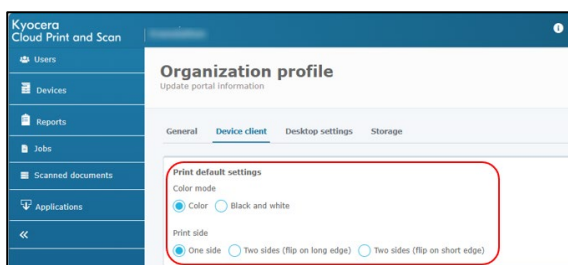 Kyocera
Cloud Print and Scan
Users
Devices
Reports
Jobs
Scanned documents
Applications
Organization profile
Update portal information
General Device client Desktop settings Storage
Print default settings
Color mode
Color Black and white
Print side
One side Two sides (flip on long edge) Two sides (flip on short edge)